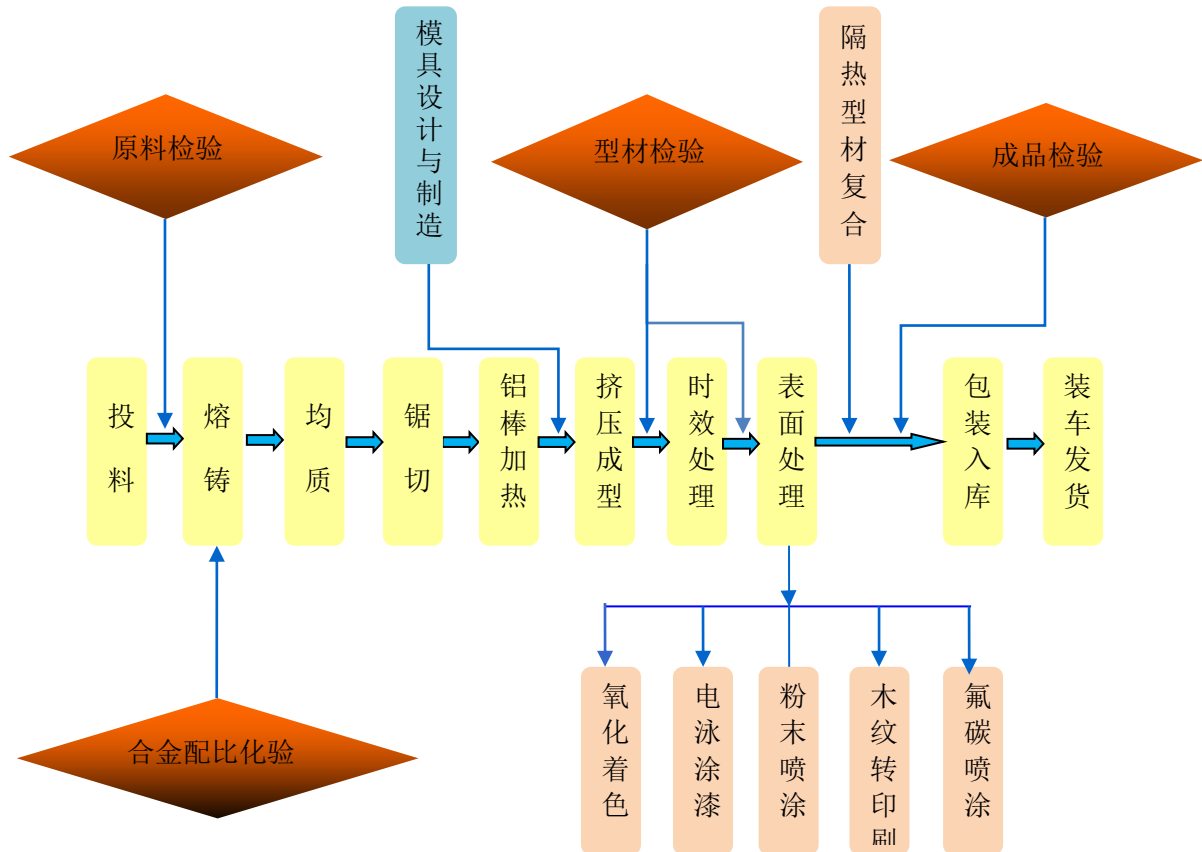 模具设计与制造
隔热型材复合
原料检验
型材检验
成品检验
投料
熔铸
均质
锯切
铝棒加热
挤压成型
时效处理
表面处理
包装入库
装车发货
合金配比化验
氧化着色
电泳涂漆
粉末喷涂
木纹转印刷
氟碳喷涂